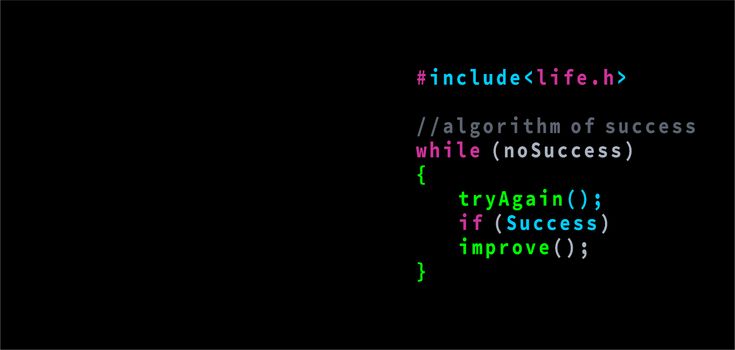 #include<life.h>
//algorithm of success
while (noSuccess)
{
tryAgain();
if (Success)
improve();
}